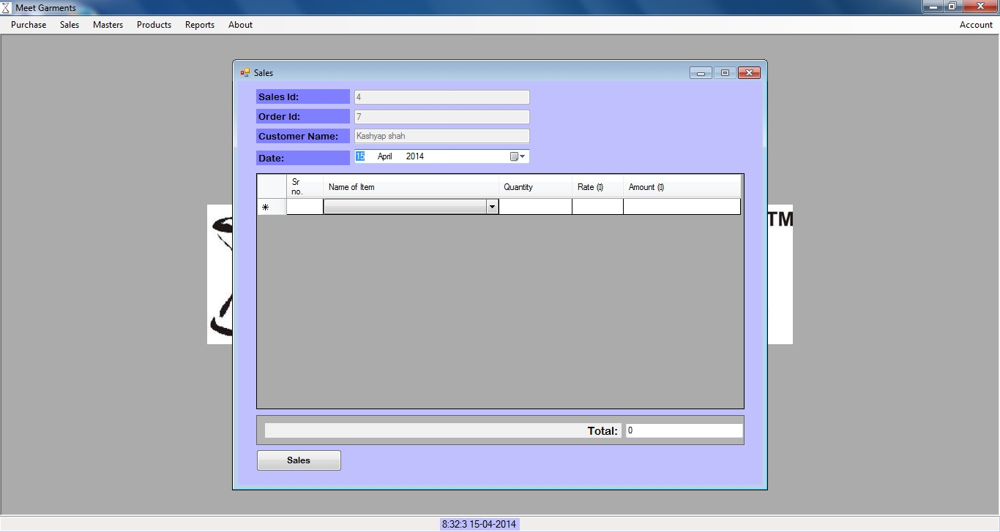 Meet Garments
Purchase Sales Masters Products Reports About Account
Sales
Sales Id: 4
Order Id: 7
Customer Name: Kashyap shah
Date: 15 April 2014
Sr no. Name of Item Quantity Rate (▯) Amount (▯)
TM
Total: 0
Sales
8:32:3 15-04-2014